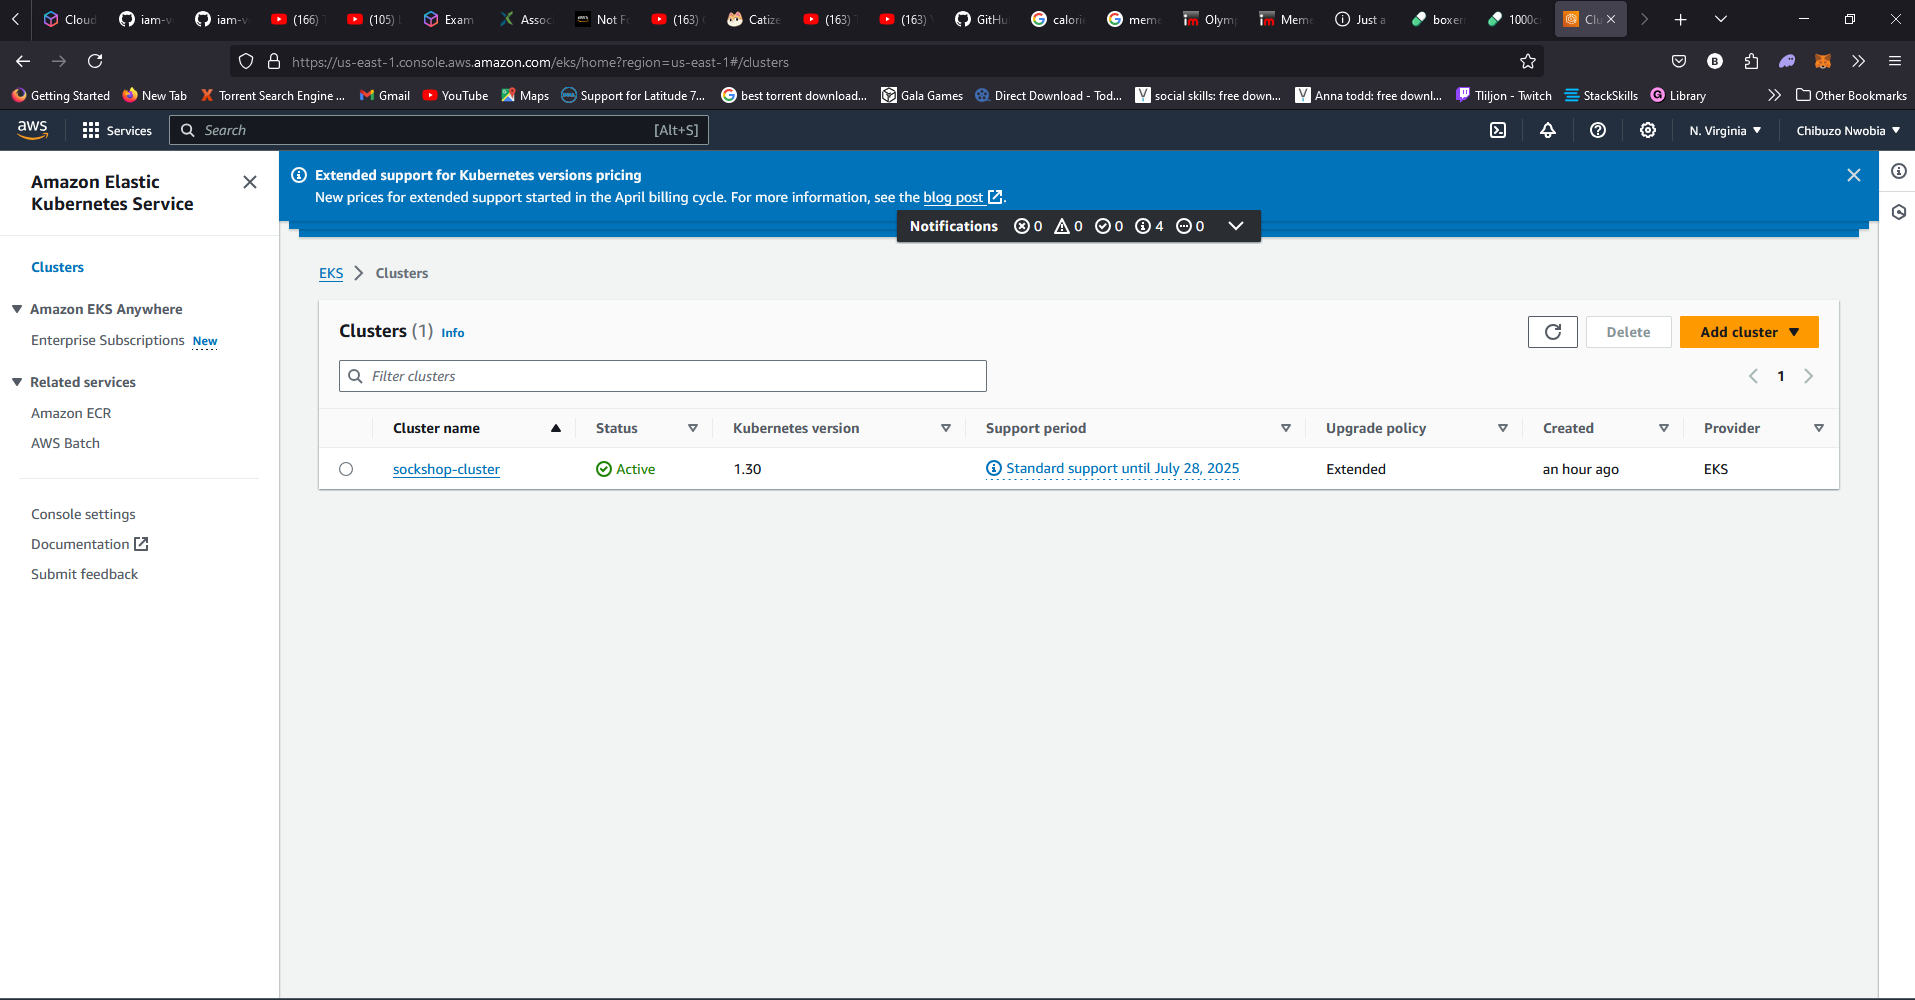 Cloud
iam-v
iam-v
(166)
(105) L
Exam
Assoc
Not Fo
(163) 
Catize
(163) T
(163) Y
GitHu
calorie
meme
Olymp
Meme
Just a
boxer
1000c
Clu
https://us-east-1.console.aws.amazon.com/eks/home?region=us-east-1#/clusters
B
Getting Started
New Tab
Torrent Search Engine ...
Gmail
YouTube
Maps
Support for Latitude 7...
best torrent download...
Gala Games
Direct Download - Tod...
social skills: free down...
Anna todd: free downl...
Tliljon - Twitch
StackSkills
Library
Other Bookmarks
aws
Services
Search
[Alt+S]
N. Virginia
Chibuzo Nwobia
Amazon Elastic
Kubernetes Service
Clusters
Amazon EKS Anywhere
Enterprise Subscriptions New
Related services
Amazon ECR
AWS Batch
Console settings
Documentation
Submit feedback
Extended support for Kubernetes versions pricing
New prices for extended support started in the April billing cycle. For more information, see the blog post.
Notifications 0 0 0 4 0
EKS Clusters
Clusters (1) Info
Delete
Add cluster
Filter clusters
1
Cluster name Status Kubernetes version Support period Upgrade policy Created Provider
sockshop-cluster Active 1.30 Standard support until July 28, 2025 Extended an hour ago EKS